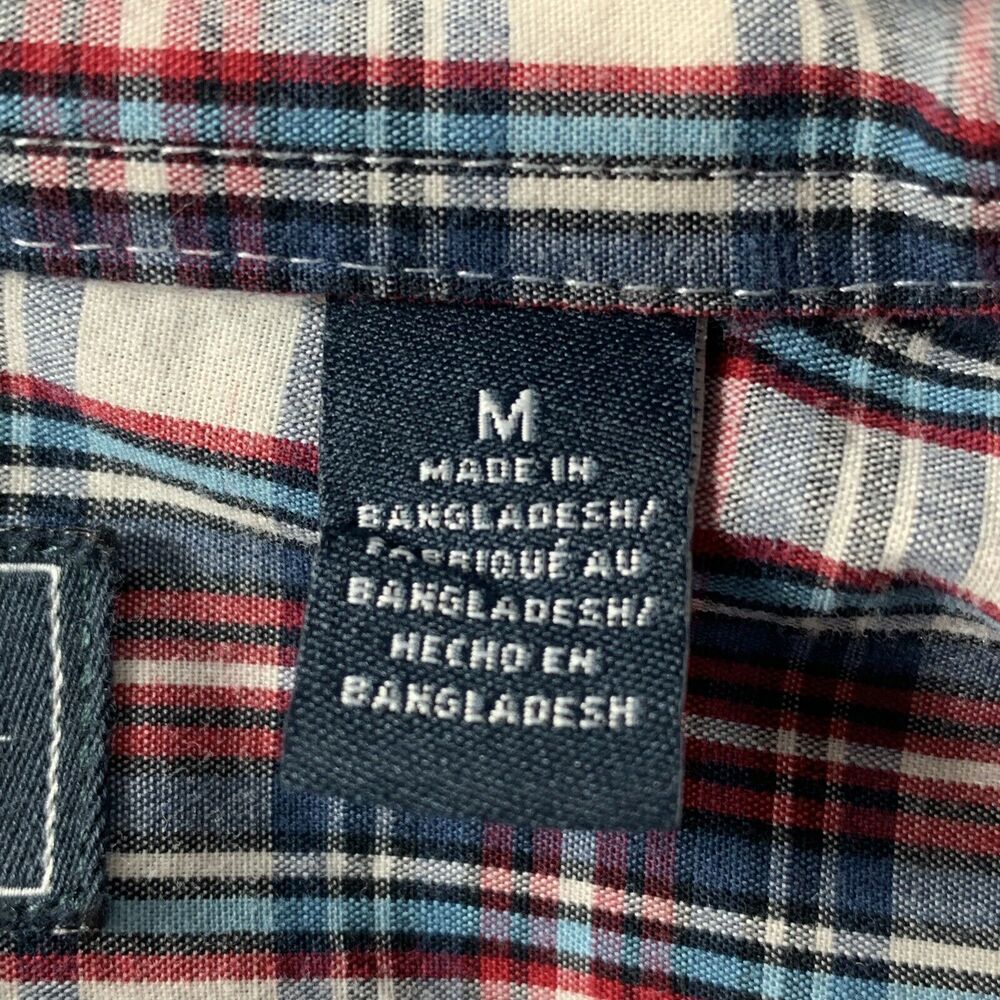 M
MADE IN
BANGLADESH/
FABRIQUÉ AU
BANGLADESH/
HECHO EN
BANGLADESH